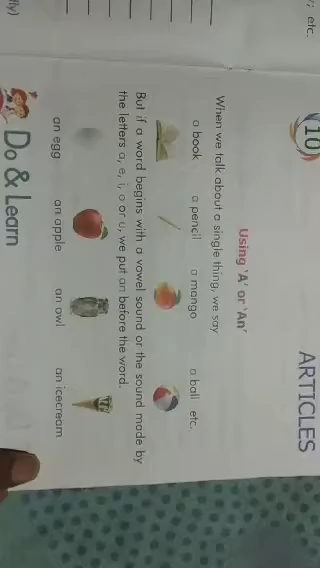 ; etc.
10
ARTICLES
Using 'A' or 'An'
When we talk about a single thing, we say
a book a pencil a mango a ball etc.
But if a word begins with a vowel sound or the sound made by
the letters a, e, i, o or u, we put an before the word.
an egg an apple an owl an icecream
Do & Learn